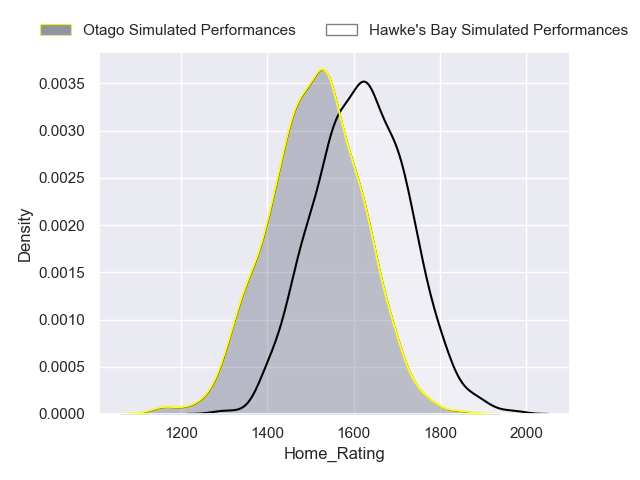 Otago Simulated Performances
Hawke's Bay Simulated Performances
0.0035
0.0030
0.0025
0.0020
0.0015
0.0010
0.0005
0.0000
Density
1200 1400 1600 1800 2000
Home_Rating